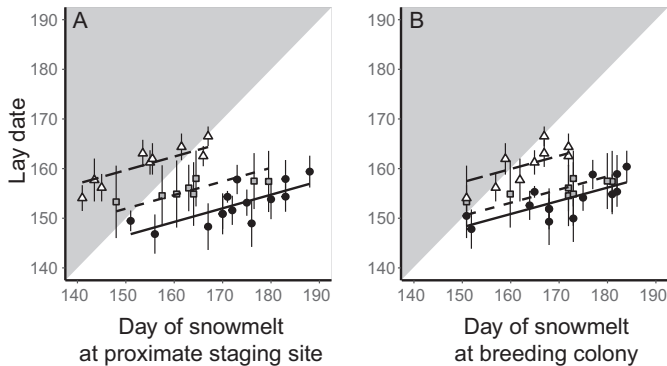 A
B
190
180
170
160
150
140
Lay date
140 150 160 170 180 190
Day of snowmelt
at proximate staging site
190
180
170
160
150
140
140 150 160 170 180 190
Day of snowmelt
at breeding colony